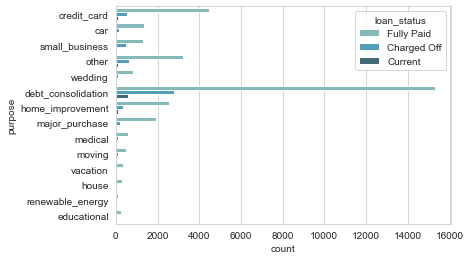 credit_card
car
small_business
other
wedding
debt_consolidation
home_improvement
major_purchase
medical
moving
vacation
house
renewable_energy
educational
purpose
loan_status
Fully Paid
Charged Off
Current
0 2000 4000 6000 8000 10000 12000 14000 16000
count